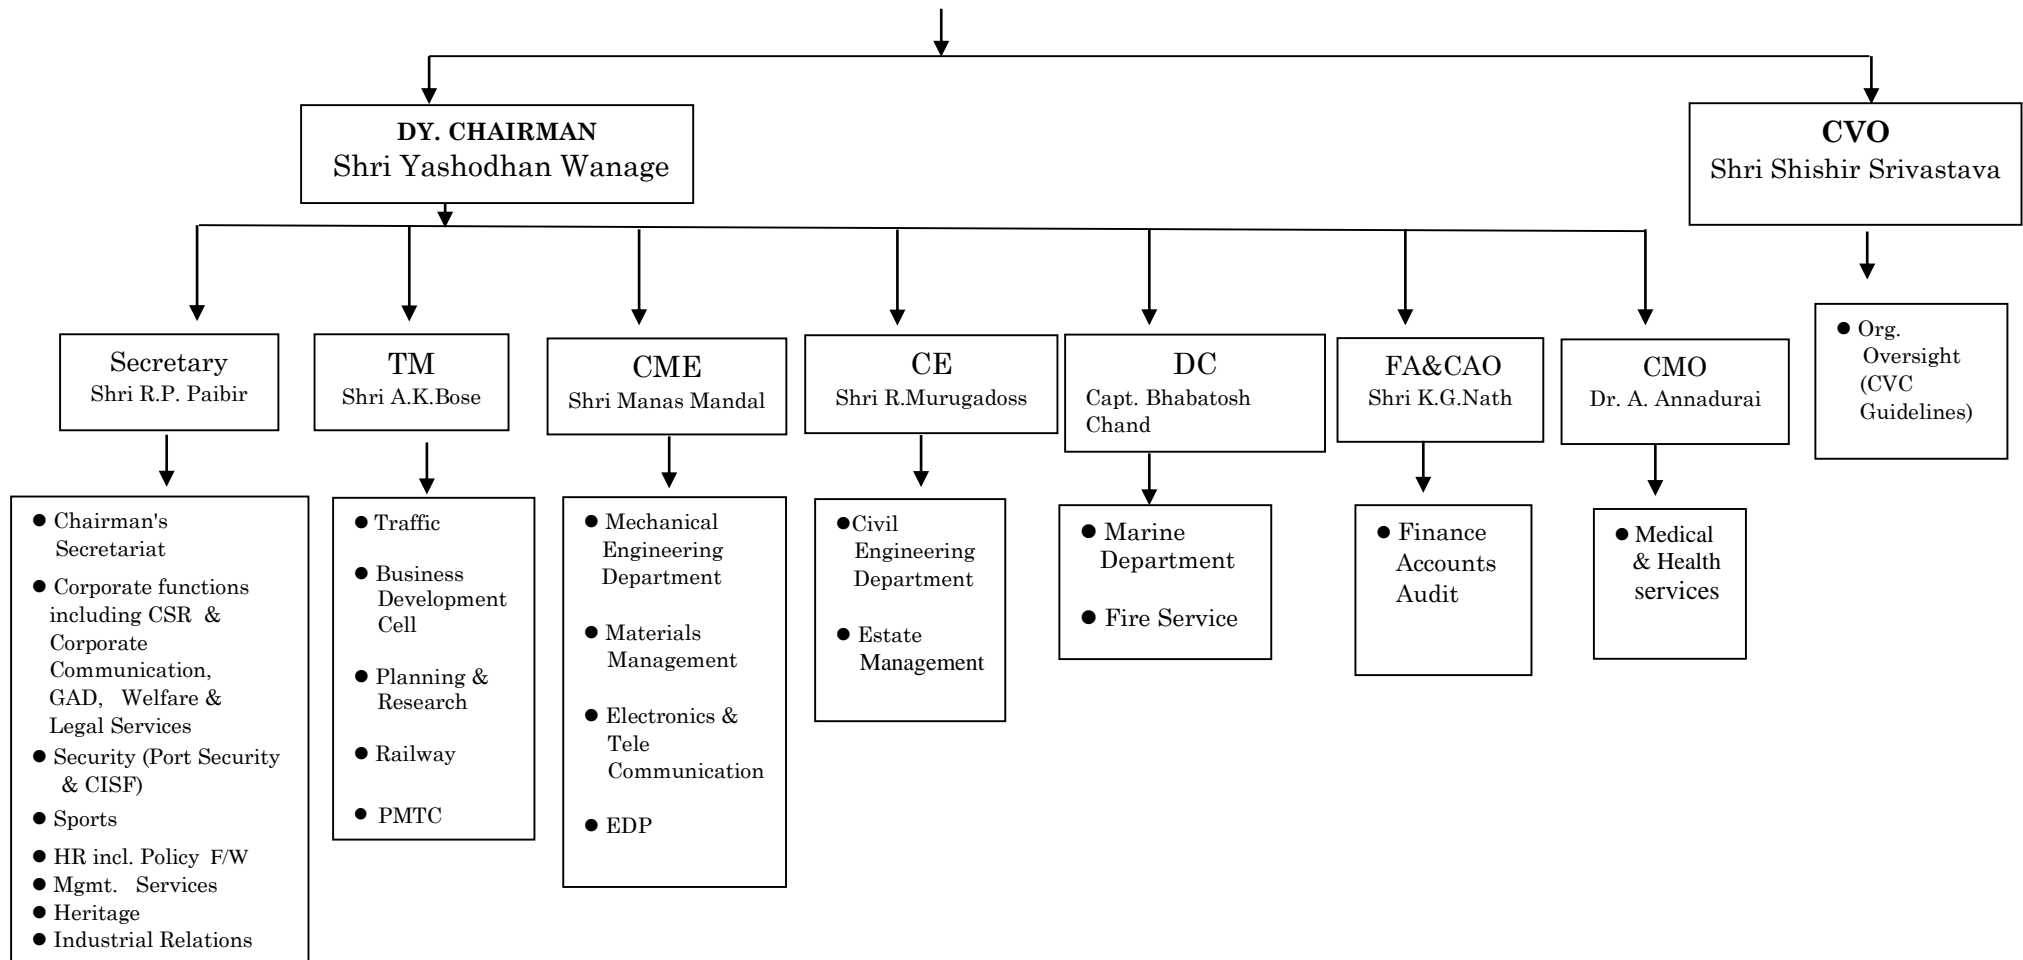 DY. CHAIRMAN
Shri Yashodhan Wanage
CVO
Shri Shishir Srivastava
Secretary
Shri R.P. Paibir
TM
Shri A.K.Bose
CME
Shri Manas Mandal
CE
Shri R.Murugadoss
DC
Capt. Bhabatosh
Chand
FA&CAO
Shri K.G.Nath
CMO
Dr. A. Annadurai
● Org.
Oversight
(CVC
Guidelines)
● Chairman's
Secretariat
● Corporate functions
including CSR &
Corporate
Communication,
GAD, Welfare &
Legal Services
● Security (Port Security
& CISF)
● Sports
● HR incl. Policy F/W
● Mgmt. Services
● Heritage
● Industrial Relations
● Traffic
● Business
Development
Cell
● Planning &
Research
● Railway
● PMTC
● Mechanical
Engineering
Department
● Materials
Management
● Electronics &
Tele
Communication
● EDP
●Civil
Engineering
Department
● Estate
Management
● Marine
Department
● Fire Service
● Finance
Accounts
Audit
● Medical
& Health
services